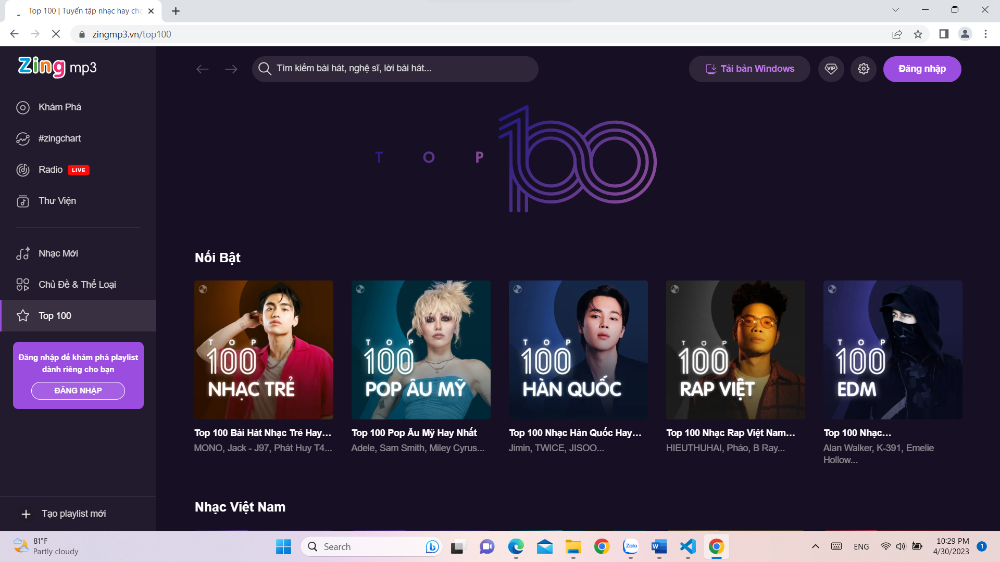 Top 100 | Tuyển tập nhạc hay chọ
zingmp3.vn/top100
Zing mp3
Tìm kiếm bài hát, nghệ sĩ, lời bài hát...
Tải bản Windows
VIP
Đăng nhập
Khám Phá
#zingchart
Radio LIVE
Thư Viện
Nhạc Mới
Chủ Đề & Thể Loại
Top 100
Đăng nhập để khám phá playlist
dành riêng cho bạn
ĐĂNG NHẬP
Tạo playlist mới
TOP 100
Nổi Bật
TOP
100
NHẠC TRẺ
Top 100 Bài Hát Nhạc Trẻ Hay...
MONO, Jack - J97, Phát Huy T4...
TOP
100
POP ÂU MỸ
Top 100 Pop Âu Mỹ Hay Nhất
Adele, Sam Smith, Miley Cyrus...
TOP
100
HÀN QUỐC
Top 100 Nhạc Hàn Quốc Hay...
Jimin, TWICE, JISOO...
TOP
100
RAP VIỆT
Top 100 Nhạc Rap Việt Nam...
HIEUTHUHAI, Pháo, B Ray...
TOP
100
EDM
Top 100 Nhạc...
Alan Walker, K-391, Emelie
Hollow...
Nhạc Việt Nam
81°F
Partly cloudy
Search
Zalo
W
ENG
10:29 PM
4/30/2023
1